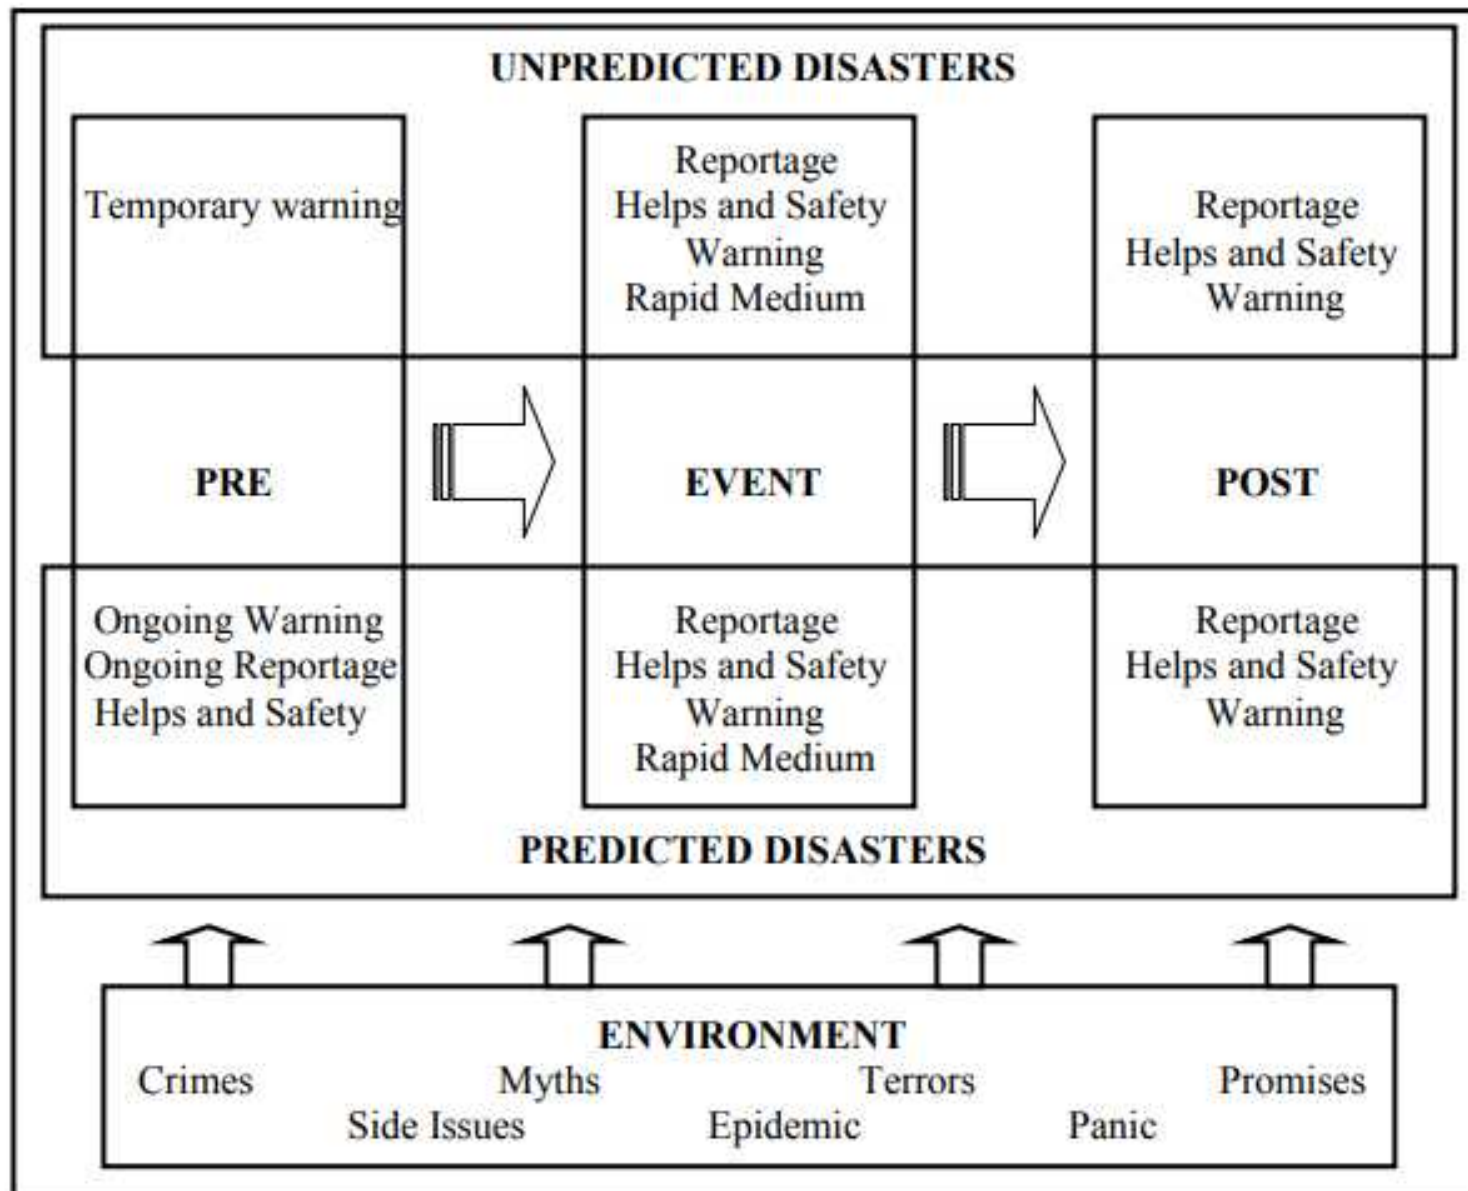 UNPREDICTED DISASTERS
Temporary warning
Reportage
Helps and Safety
Warning
Rapid Medium
Reportage
Helps and Safety
Warning
PRE
EVENT
POST
Ongoing Warning
Ongoing Reportage
Helps and Safety
Reportage
Helps and Safety
Warning
Rapid Medium
Reportage
Helps and Safety
Warning
PREDICTED DISASTERS
ENVIRONMENT
Crimes Myths Terrors Promises
Side Issues Epidemic Panic